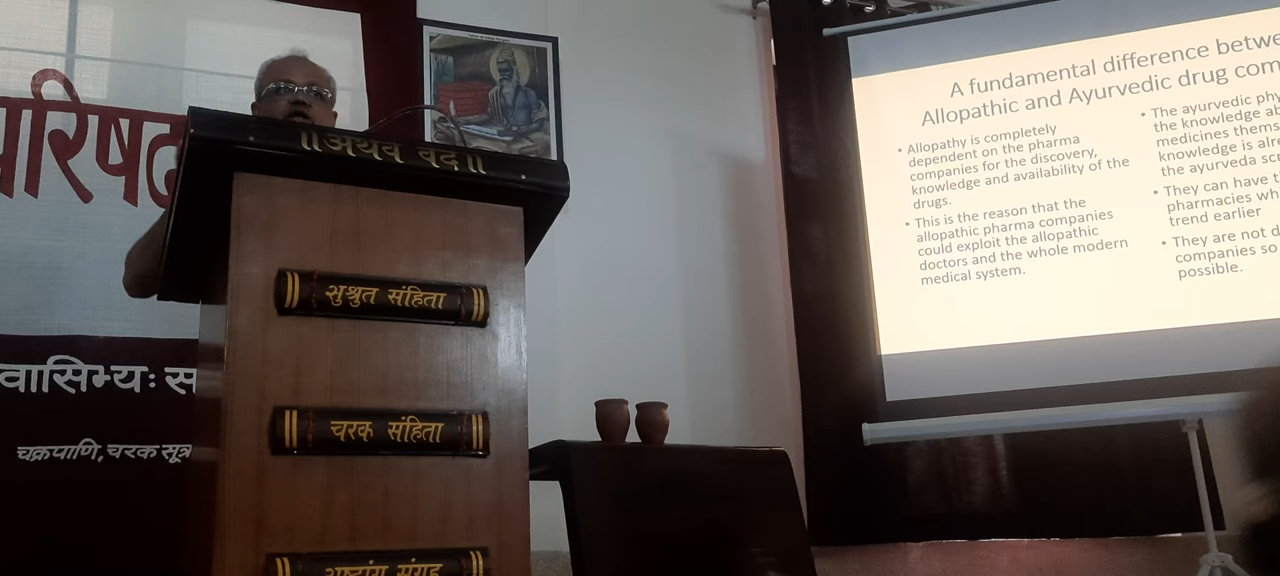 परिषद
॥अथर्व वेद॥
सुश्रुत संहिता
चरक संहिता
अष्टांग संग्रह
वासिभ्यः स
चक्रपाणि, चरक सूत्र
A fundamental difference betwe
Allopathic and Ayurvedic drug com
• Allopathy is completely
dependent on the pharma
companies for the discovery,
knowledge and availability of the
drugs.
• This is the reason that the
allopathic pharma companies
could exploit the allopathic
doctors and the whole modern
medical system.
• The ayurvedic phy
the knowledge ab
medicines thems
knowledge is alre
the ayurveda scr
• They can have t
pharmacies wh
trend earlier
• They are not d
companies so
possible.